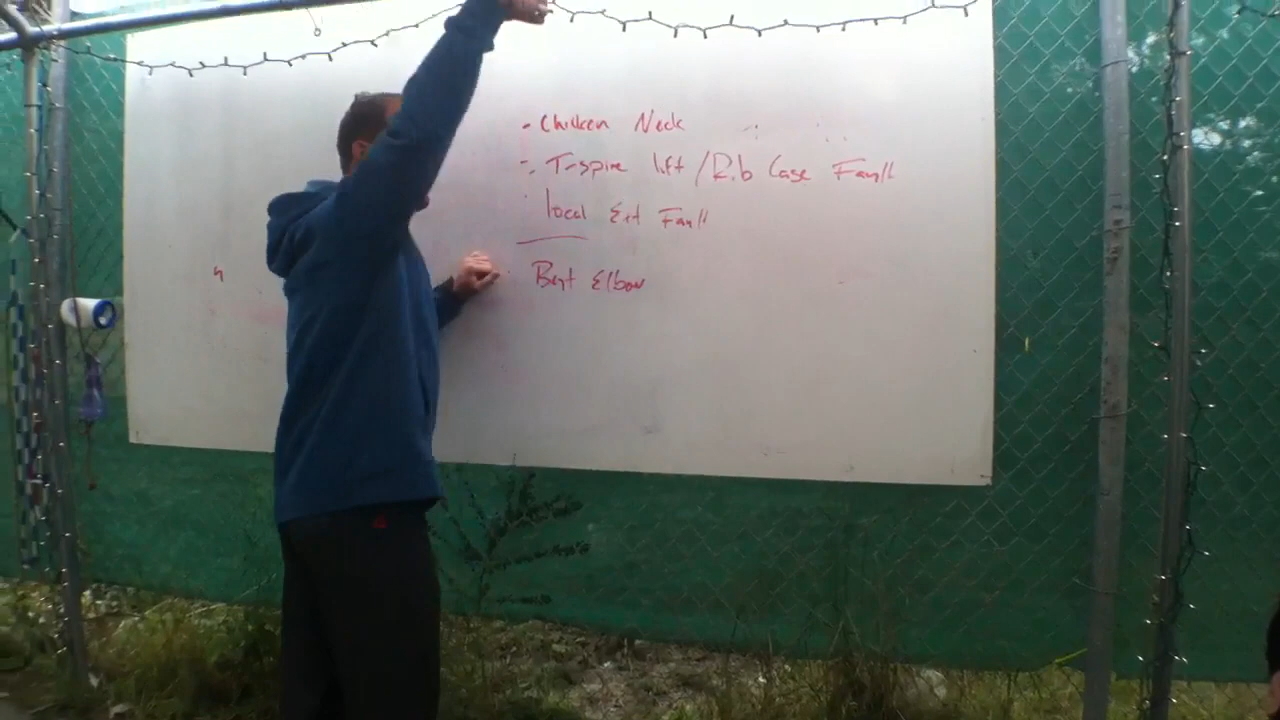 - Chicken Neck
- T-spine lift / Rib Cage Fault
local Ext Fault
Bent Elbow